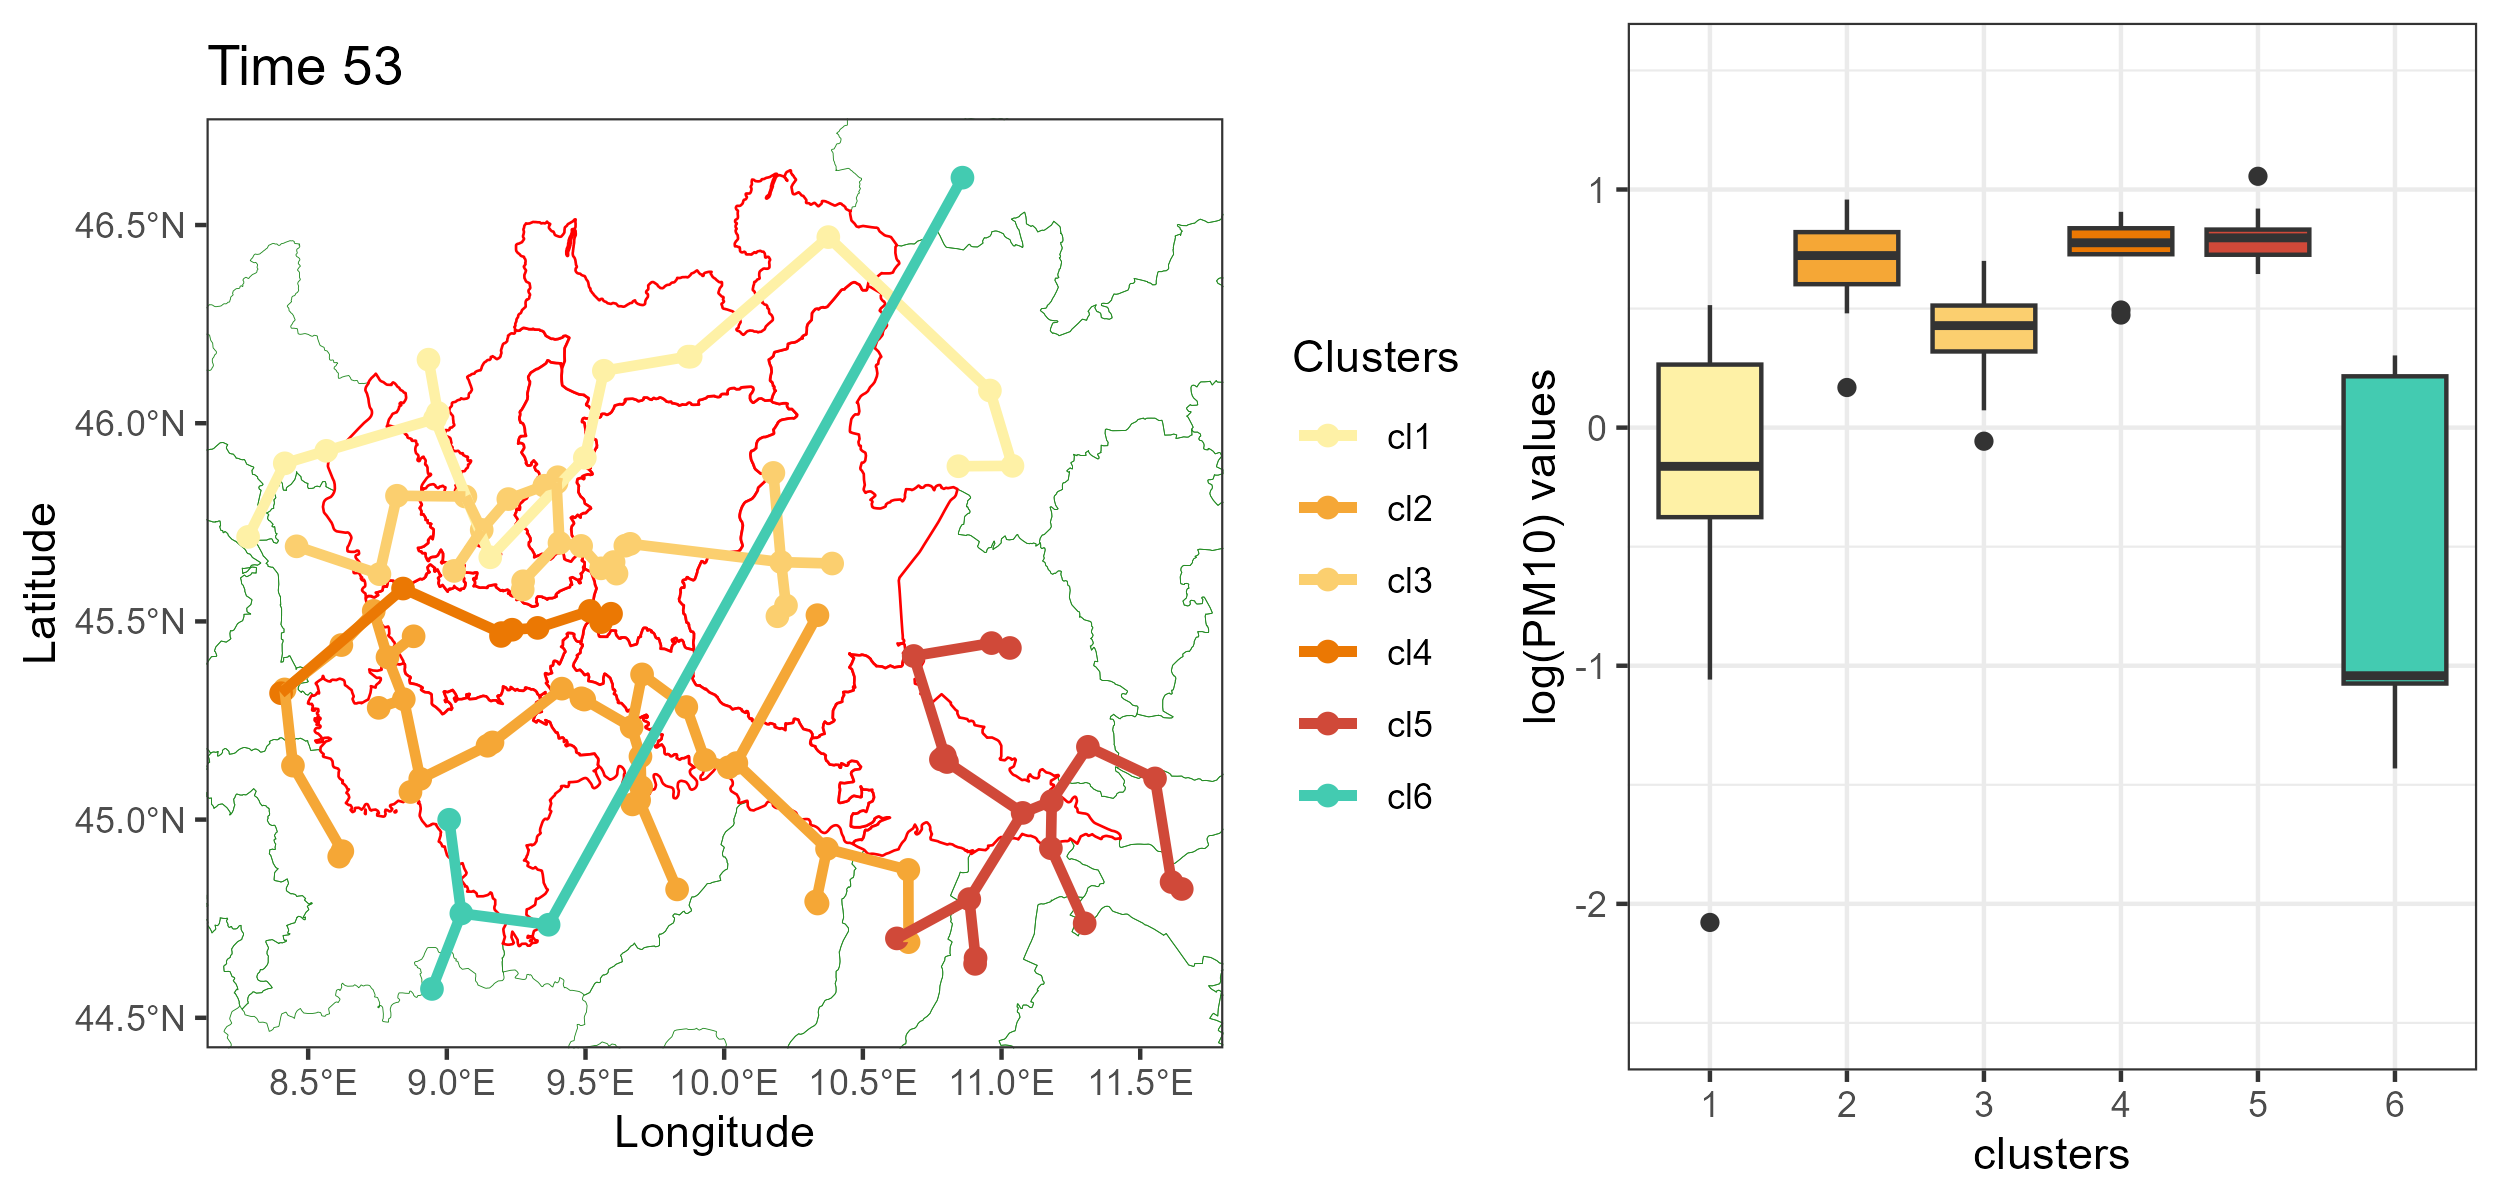 Time 53
46.5°N
46.0°N
45.5°N
45.0°N
44.5°N
Latitude
8.5°E 9.0°E 9.5°E 10.0°E 10.5°E 11.0°E 11.5°E
Longitude
Clusters
cl1
cl2
cl3
cl4
cl5
cl6
log(PM10) values
1
0
-1
-2
1 2 3 4 5 6
clusters